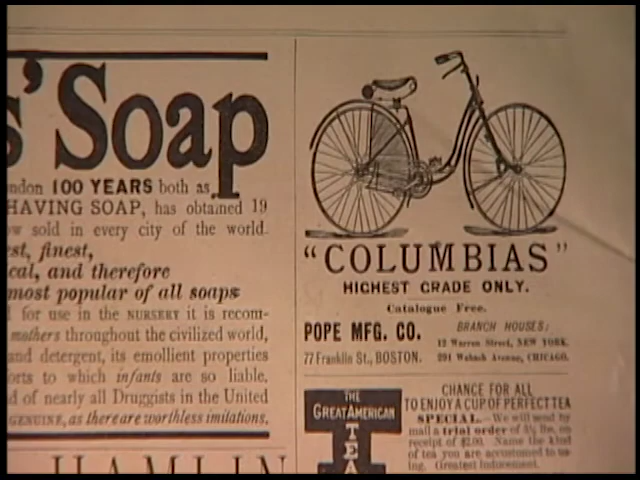 s' Soap
ndon 100 YEARS both as
HAVING SOAP, has obtained 19
w sold in every city of the world.
est, finest,
cal, and therefore
most popular of all soaps
l for use in the NURSERY it is recom-
mothers throughout the civilized world,
and detergent, its emollient properties
orts to which infants are so liable.
d of nearly all Druggists in the United
GENUINE, as there are worthless imitations.
HAMLIN
"COLUMBIAS"
HIGHEST GRADE ONLY.
Catalogue Free.
POPE MFG. CO.
77 Franklin St., BOSTON.
BRANCH HOUSES:
12 Warren Street, NEW YORK.
291 Wabash Avenue, CHICAGO.
THE
GREAT AMERICAN
TEA
CHANCE FOR ALL
TO ENJOY A CUP OF PERFECT TEA
SPECIAL.—We will send by
mail a trial order of 3½ lbs. on
receipt of $2.00. Name the kind
of tea you are accustomed to us-
ing. Greatest inducement.